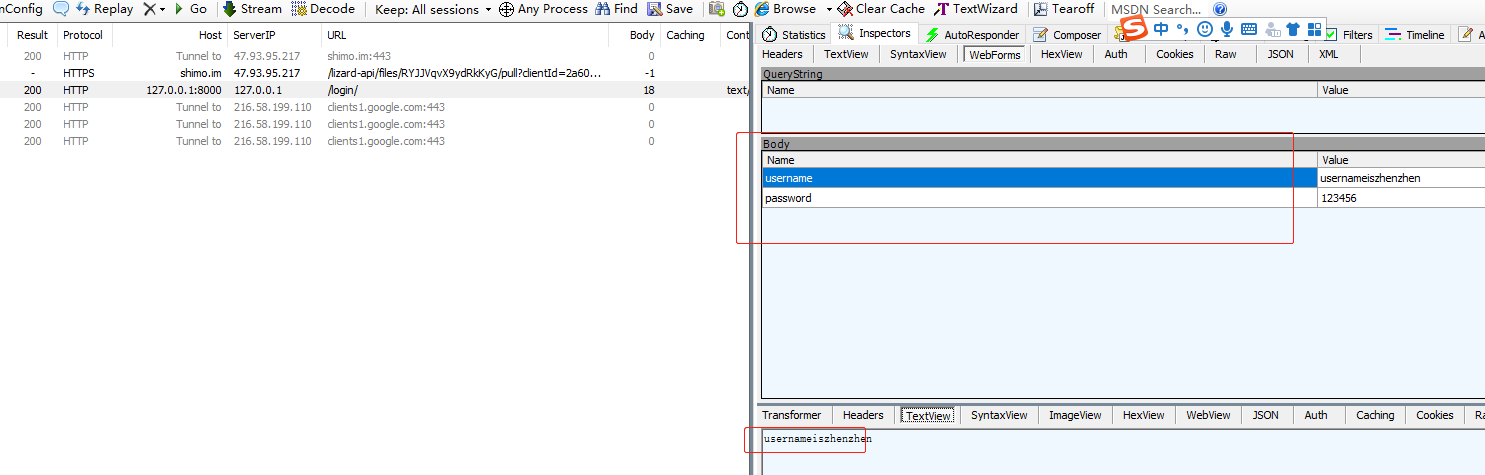 nConfig Replay X Go Stream Decode Keep: All sessions Any Process Find Save Browse Clear Cache TextWizard Tearoff MSDN Search...
Result Protocol Host ServerIP URL Body Caching Cont
200 HTTP Tunnel to 47.93.95.217 shimo.im:443 0
- HTTPS shimo.im 47.93.95.217 /lizard-api/files/RYJJVqvX9ydRkKyG/pull?clientId=2a60... -1
200 HTTP 127.0.0.1:8000 127.0.0.1 /login/ 18 text/
200 HTTP Tunnel to 216.58.199.110 clients1.google.com:443 0
200 HTTP Tunnel to 216.58.199.110 clients1.google.com:443 0
200 HTTP Tunnel to 216.58.199.110 clients1.google.com:443 0
Statistics Inspectors AutoResponder Composer Filters Timeline A
S 中
Headers TextView SyntaxView WebForms HexView Auth Cookies Raw JSON XML
QueryString
Name Value
Body
Name Value
username usernameiszhenzhen
password 123456
Transformer Headers TextView SyntaxView ImageView HexView WebView JSON Auth Caching Cookies Ra
usernameiszhenzhen